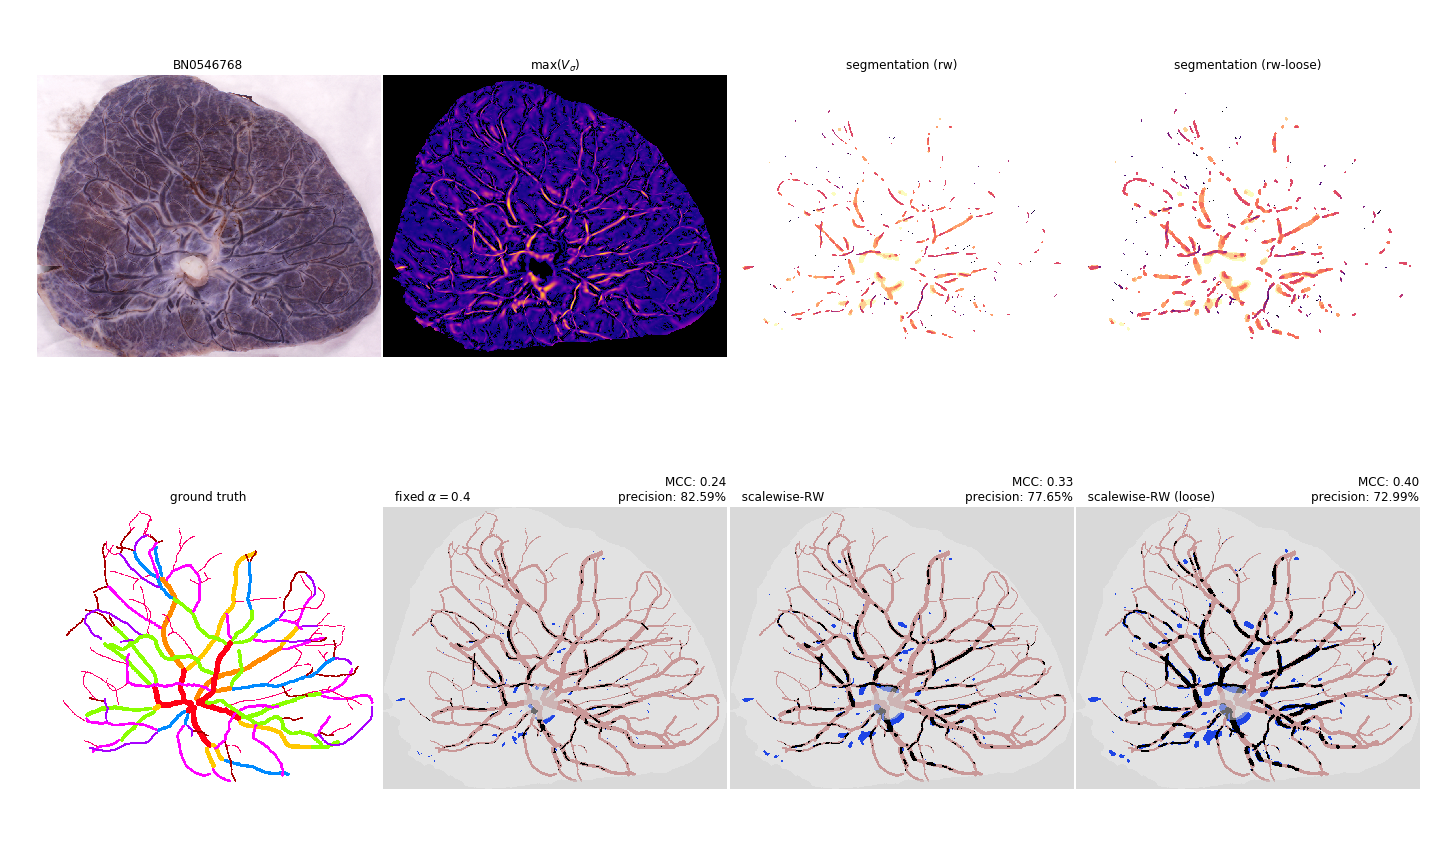 BN0546768
max(V_σ)
segmentation (rw)
segmentation (rw-loose)
ground truth
fixed α = 0.4
MCC: 0.24
precision: 82.59%
scalewise-RW
MCC: 0.33
precision: 77.65%
scalewise-RW (loose)
MCC: 0.40
precision: 72.99%